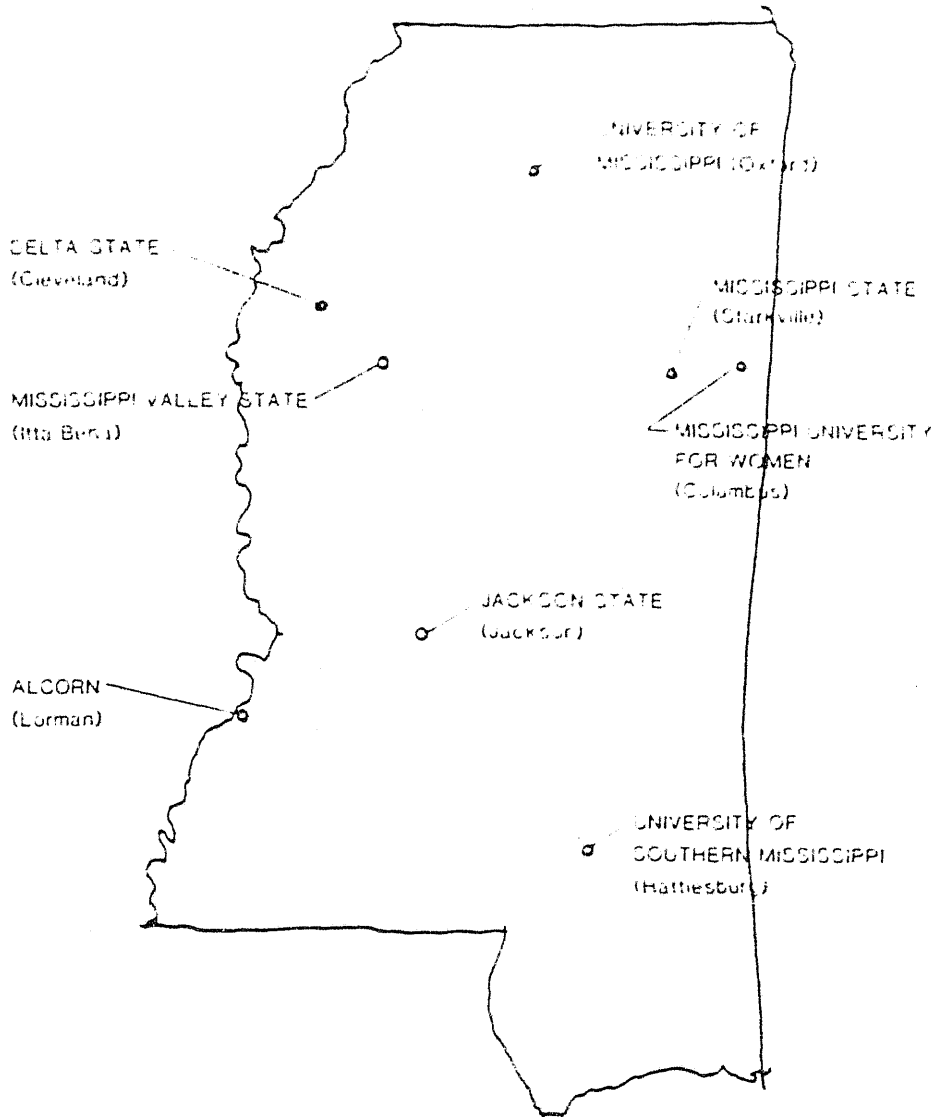 UNIVERSITY OF
MISSISSIPPI (Oxford)
DELTA STATE
(Cleveland)
MISSISSIPPI STATE
(Starkville)
MISSISSIPPI VALLEY STATE
(Itta Bena)
MISSISSIPPI UNIVERSITY
FOR WOMEN
(Columbus)
JACKSON STATE
(Jackson)
ALCORN
(Lorman)
UNIVERSITY OF
SOUTHERN MISSISSIPPI
(Hattiesburg)